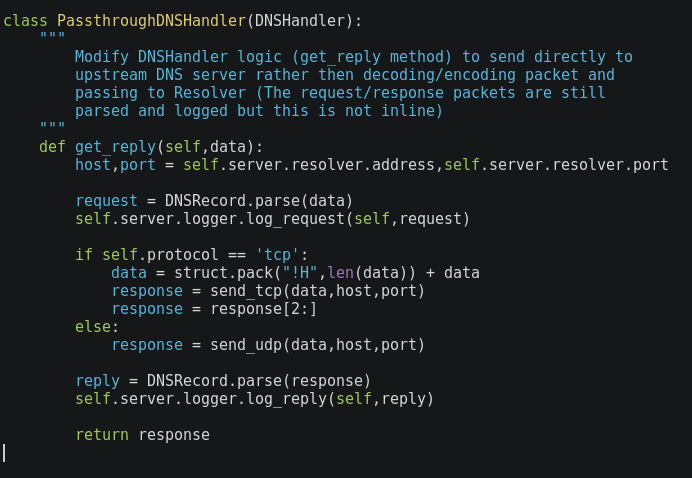 class PassthroughDNSHandler(DNSHandler):
    """
        Modify DNSHandler logic (get_reply method) to send directly to
        upstream DNS server rather then decoding/encoding packet and
        passing to Resolver (The request/response packets are still
        parsed and logged but this is not inline)
    """
    def get_reply(self,data):
        host,port = self.server.resolver.address,self.server.resolver.port

        request = DNSRecord.parse(data)
        self.server.logger.log_request(self,request)

        if self.protocol == 'tcp':
            data = struct.pack("!H",len(data)) + data
            response = send_tcp(data,host,port)
            response = response[2:]
        else:
            response = send_udp(data,host,port)

        reply = DNSRecord.parse(response)
        self.server.logger.log_reply(self,reply)

        return response